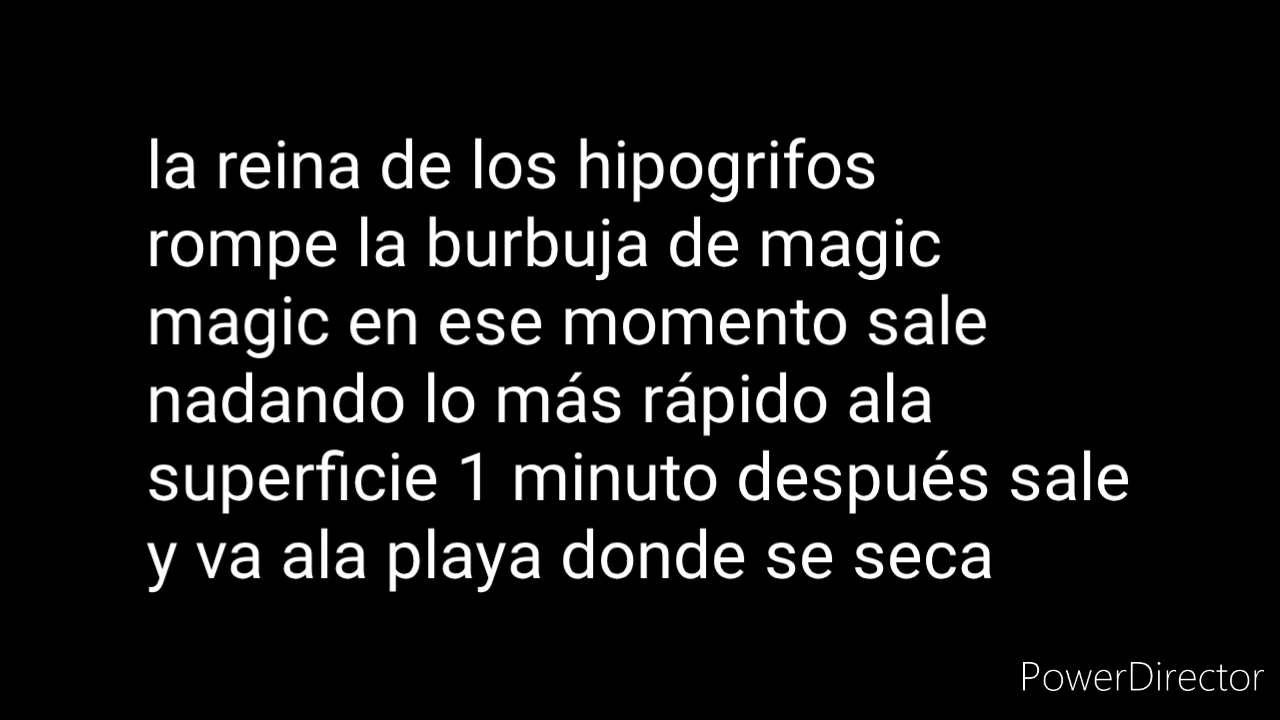 la reina de los hipogrifos
rompe la burbuja de magic
magic en ese momento sale
nadando lo más rápido ala
superficie 1 minuto después sale
y va ala playa donde se seca
PowerDirector